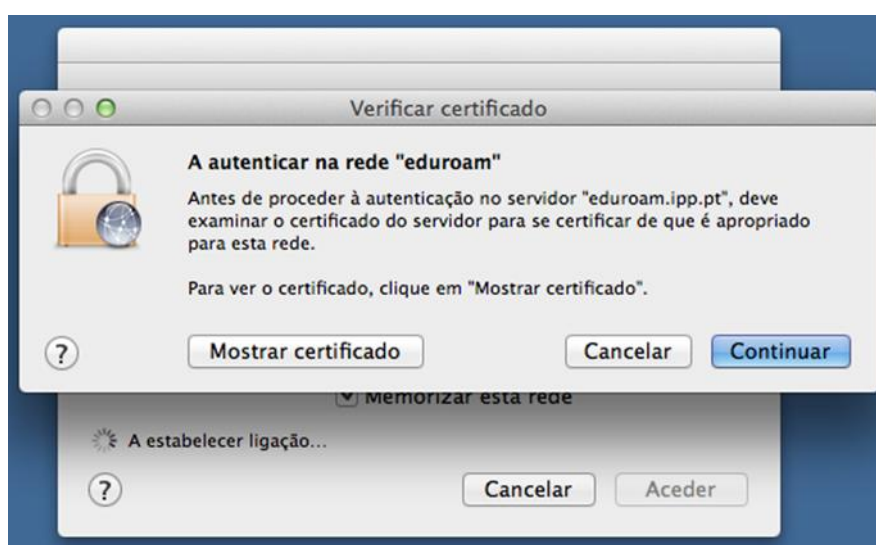 Verificar certificado
A autenticar na rede "eduroam"
Antes de proceder à autenticação no servidor "eduroam.ipp.pt", deve
examinar o certificado do servidor para se certificar de que é apropriado
para esta rede.
Para ver o certificado, clique em "Mostrar certificado".
?
Mostrar certificado
Cancelar
Continuar
Memorizar esta rede
A estabelecer ligação...
?
Cancelar
Aceder